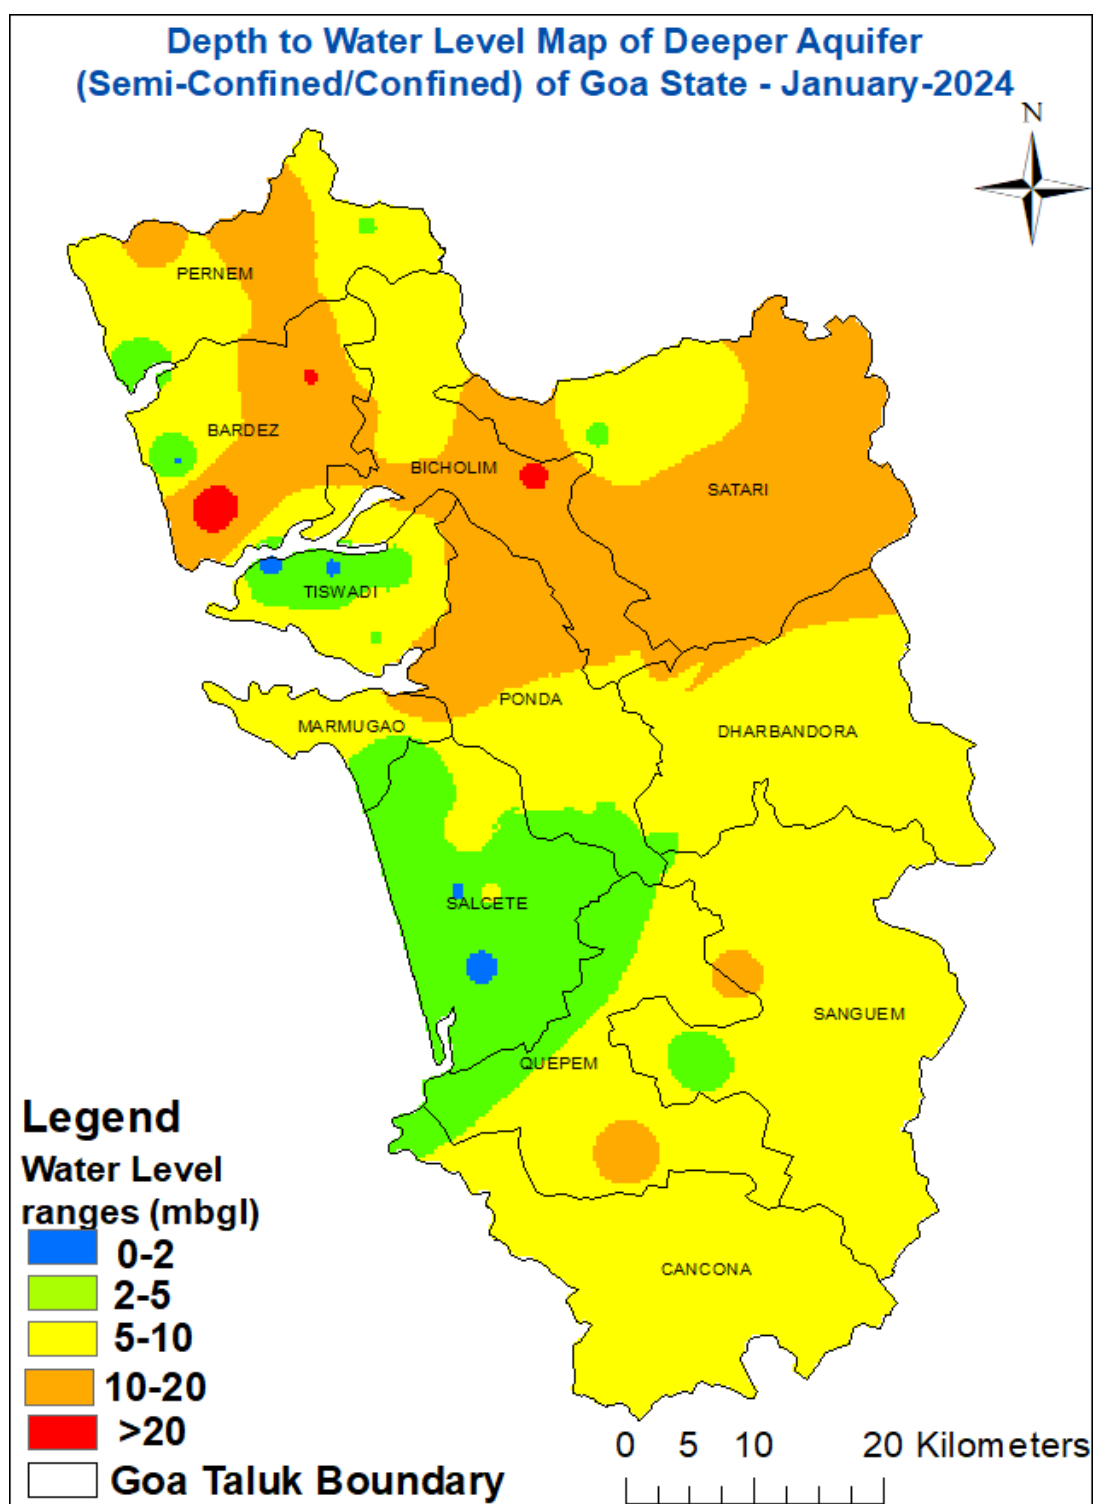 Depth to Water Level Map of Deeper Aquifer
(Semi-Confined/Confined) of Goa State - January-2024
N
PERNEM
BARDEZ
BICHOLIM
SATARI
TISWADI
PONDA
MARMUGAO
DHARBANDORA
SALCETE
SANGUEM
QUEPEM
CANCONA
Legend
Water Level
ranges (mbgl)
0-2
2-5
5-10
10-20
>20
Goa Taluk Boundary
0 5 10 20 Kilometers